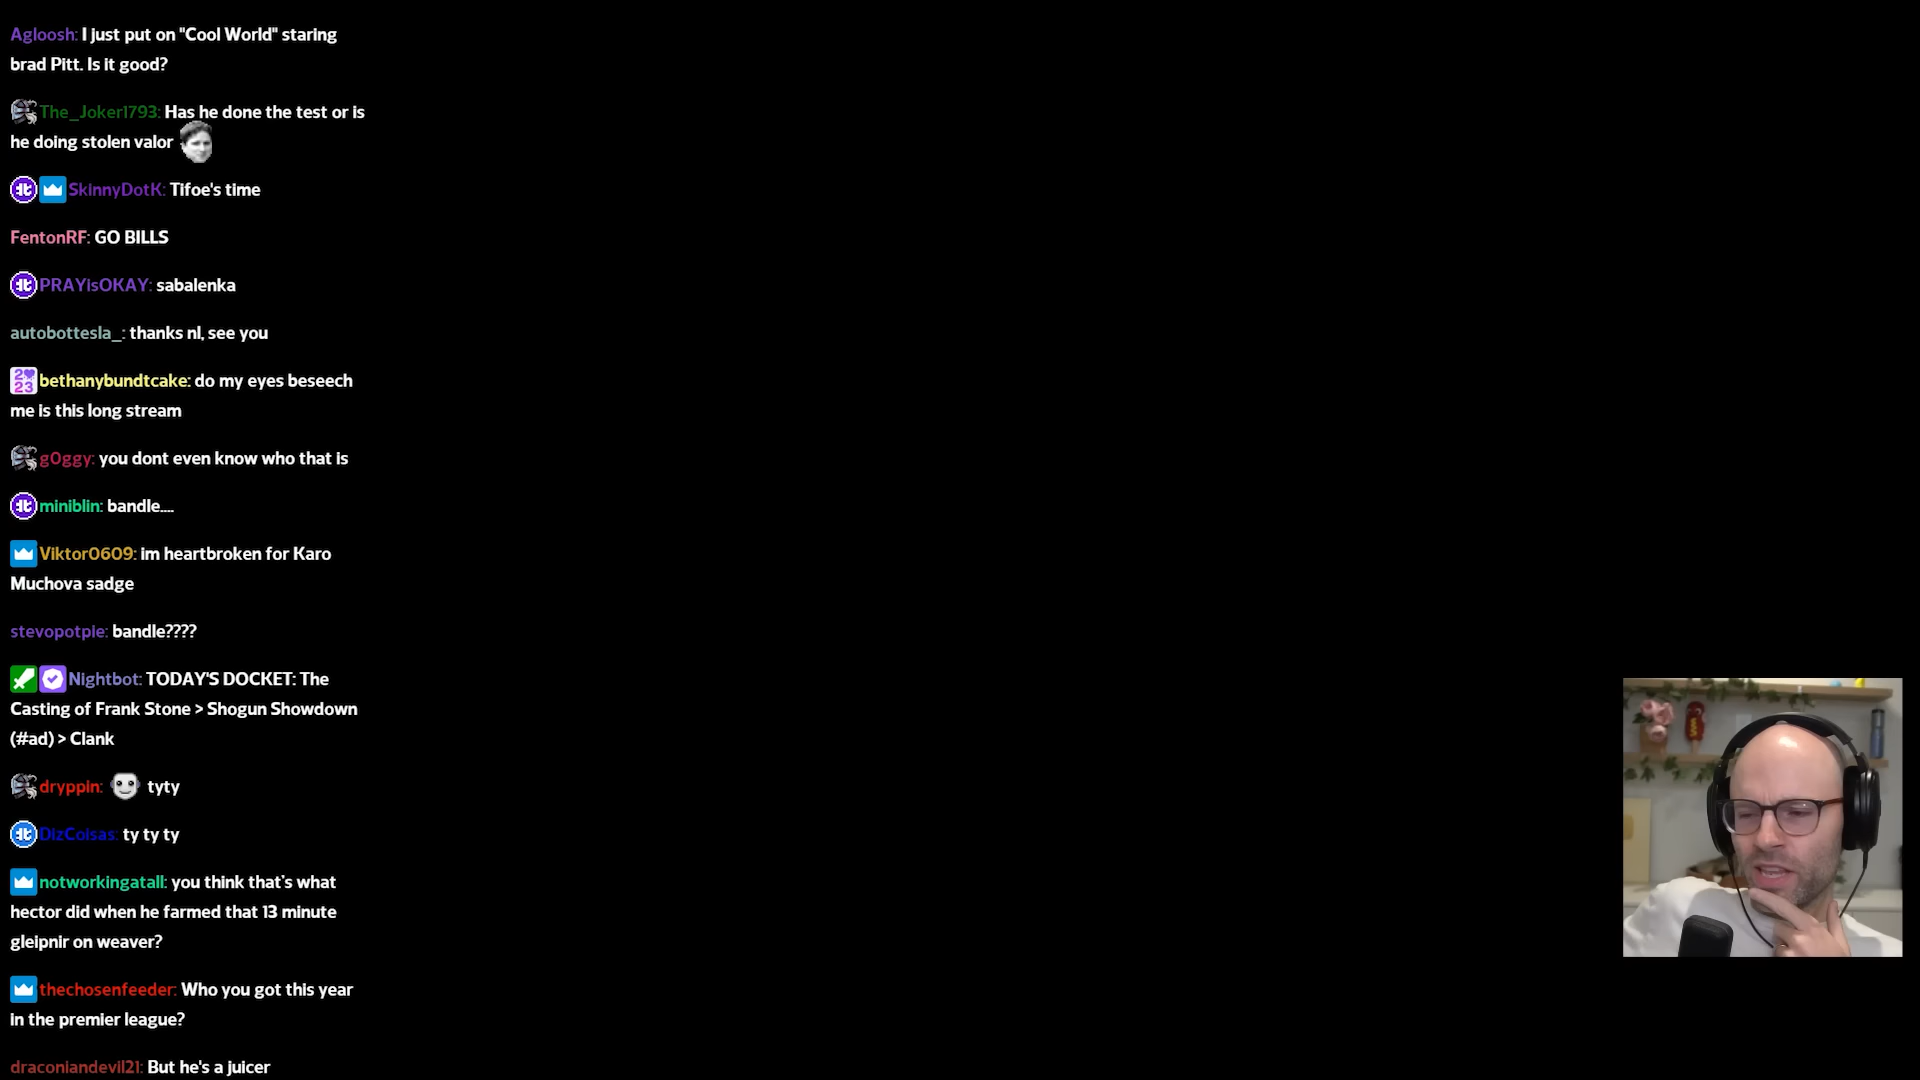 Agloosh: I just put on "Cool World" staring
brad Pitt. Is it good?
The_Joker1793: Has he done the test or is
he doing stolen valor
SkinnyDotK: Tifoe's time
FentonRF: GO BILLS
PRAYisOKAY: sabalenka
autobottesla_: thanks nl, see you
bethanybundtcake: do my eyes beseech
me is this long stream
g0ggy: you dont even know who that is
miniblin: bandle....
Viktor0609: im heartbroken for Karo
Muchova sadge
stevopotpie: bandle????
Nightbot: TODAY'S DOCKET: The
Casting of Frank Stone > Shogun Showdown
(#ad) > Clank
dryppin: tyty
DizCoisas: ty ty ty
notworkingatall: you think that's what
hector did when he farmed that 13 minute
gleipnir on weaver?
thechosenfeeder: Who you got this year
in the premier league?
draconiandevil21: But he's a juicer